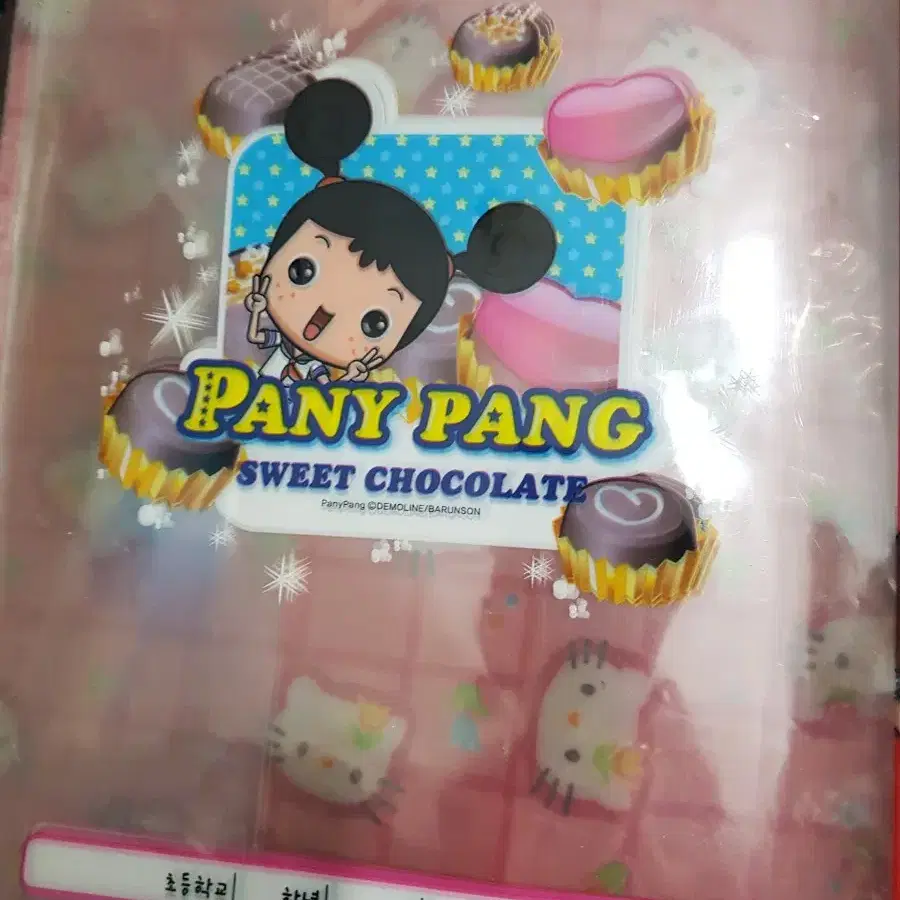 PANY PANG
SWEET CHOCOLATE
PanyPang ©DEMOLINE/BARUNSON
초등학교 학년